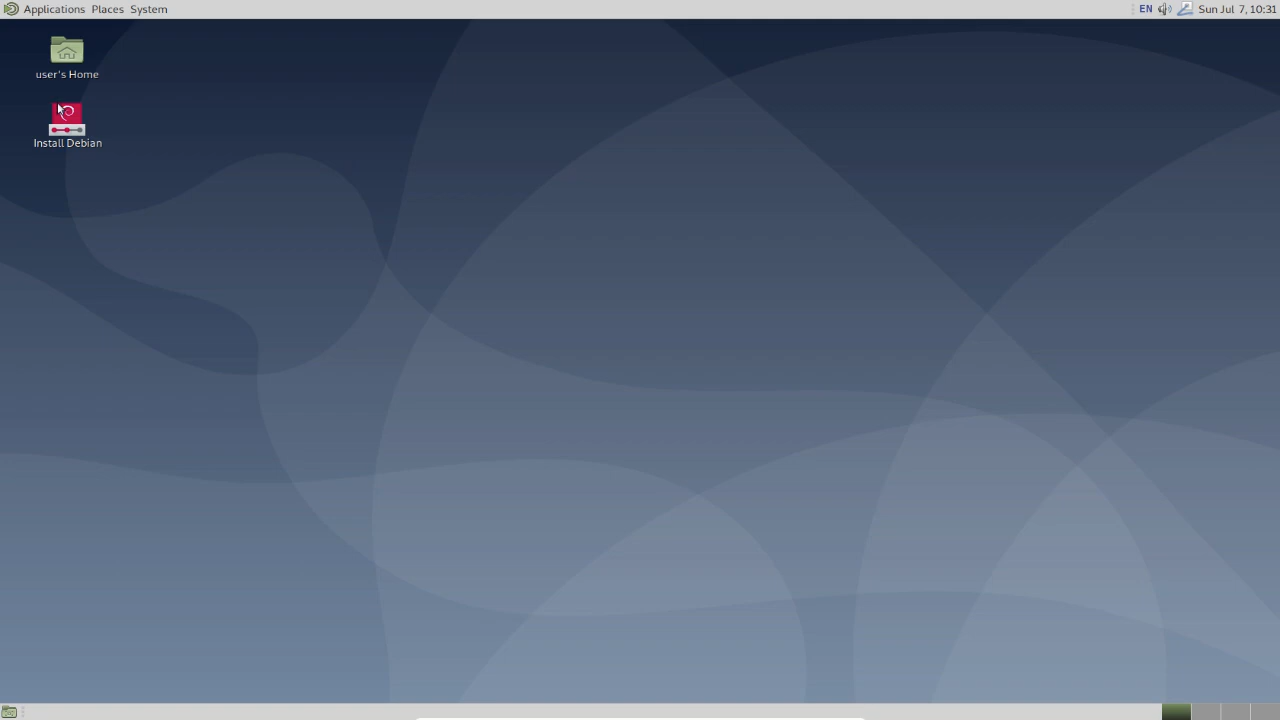 Applications Places System
EN Sun Jul 7, 10:31
user's Home
Install Debian